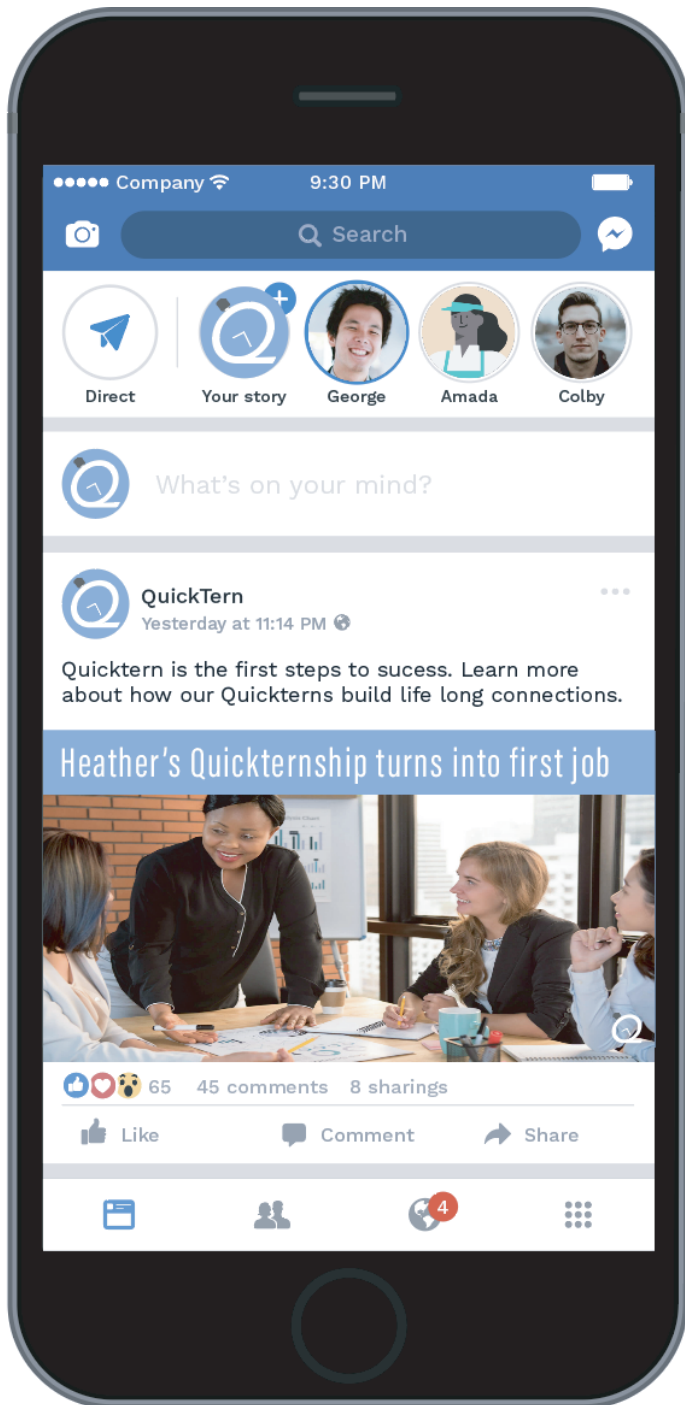 Company
9:30 PM
Search
Direct
Your story
George
Amada
Colby
What's on your mind?
QuickTern
Yesterday at 11:14 PM
Quicktern is the first steps to sucess. Learn more
about how our Quickterns build life long connections.
Heather's Quickternship turns into first job
65 45 comments 8 sharings
Like Comment Share
4